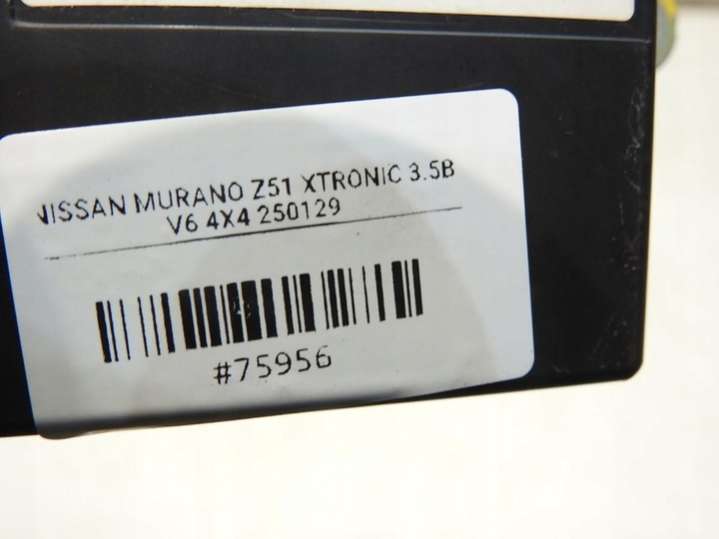 NISSAN MURANO Z51 XTRONIC 3.5B
V6 4X4 250129
#75956